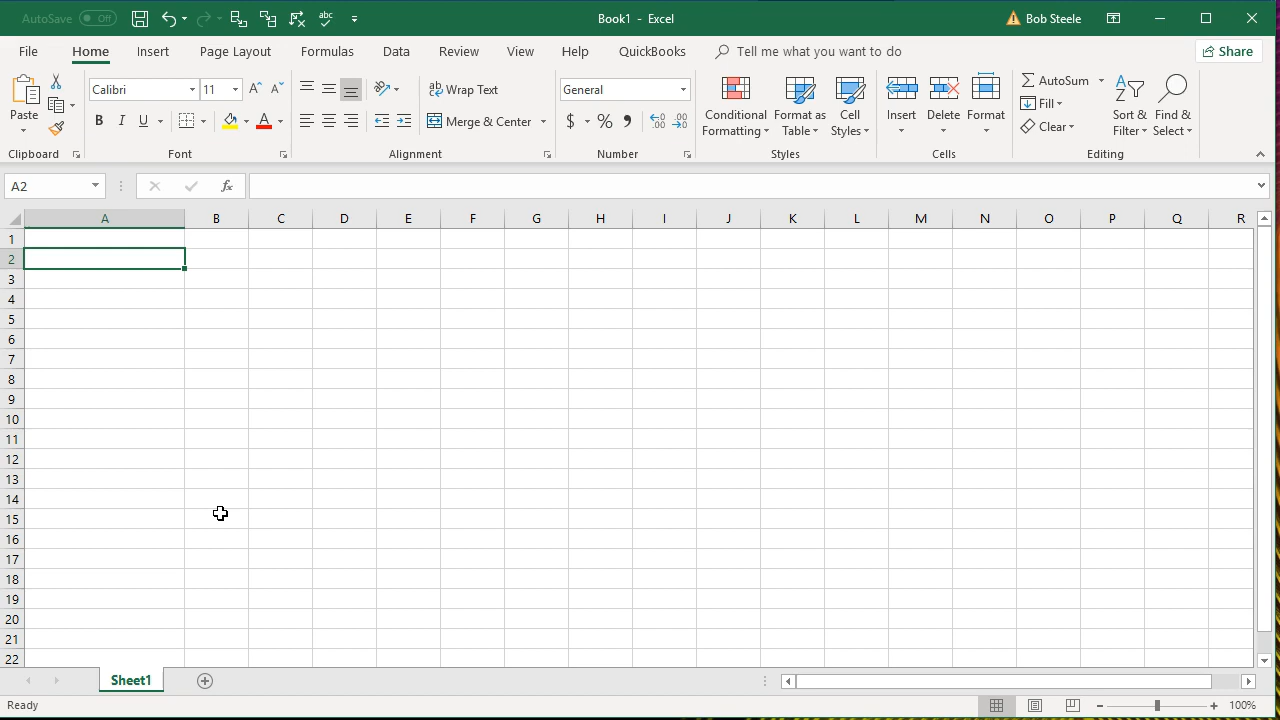 AutoSave Off Book1 - Excel Bob Steele
File Home Insert Draw Page Layout Formulas Data Review View Help QuickBooks Tell me what you want to do Share
Calibri 11 Wrap Text General AutoSum
Paste B I U Merge & Center $ % Conditional Formatting Format as Table Cell Styles Insert Delete Format Fill Clear Sort & Filter Find & Select
Clipboard Font Alignment Number Styles Cells Editing
A2 fx
A B C D E F G H I J K L M N O P Q R
1
2
3
4
5
6
7
8
9
10
11
12
13
14
15
16
17
18
19
20
21
22
Sheet1
Ready 100%